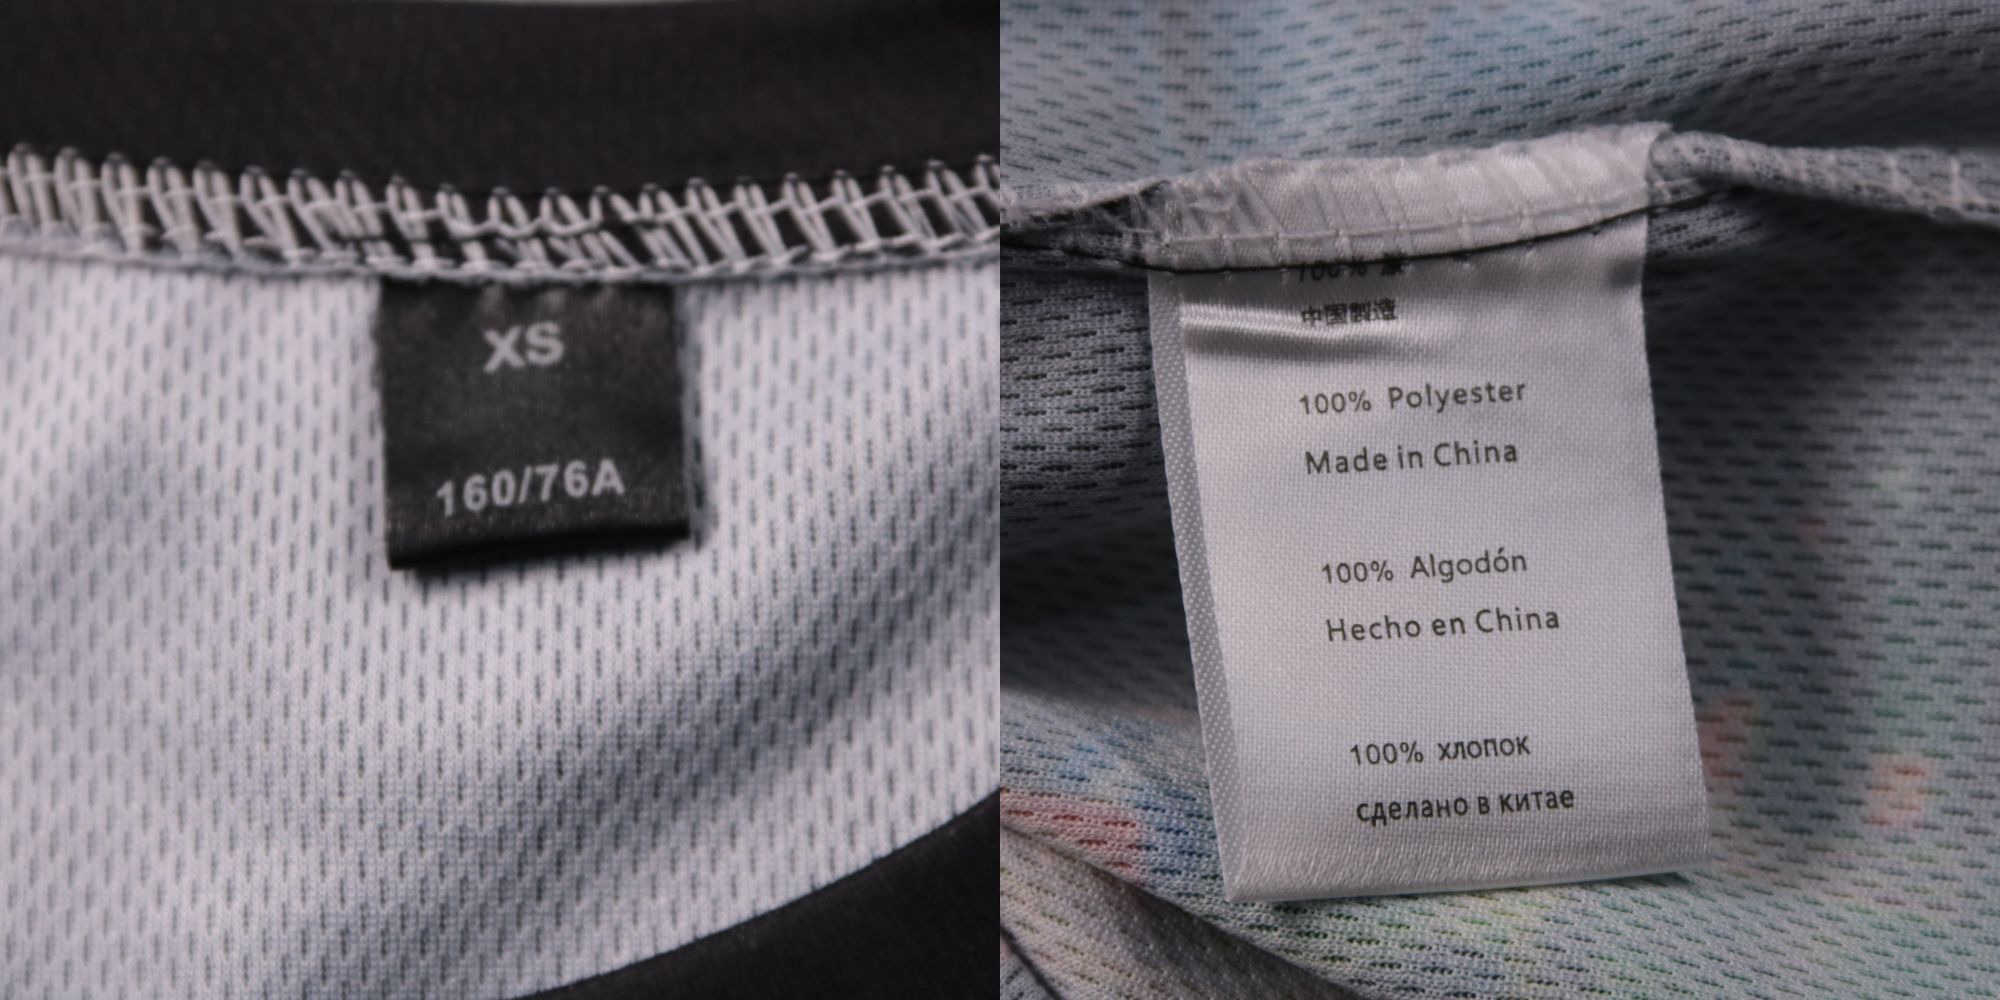 XS
160/76A
100%
中国製造
100% Polyester
Made in China
100% Algodón
Hecho en China
100% хлопок
сделано в китае